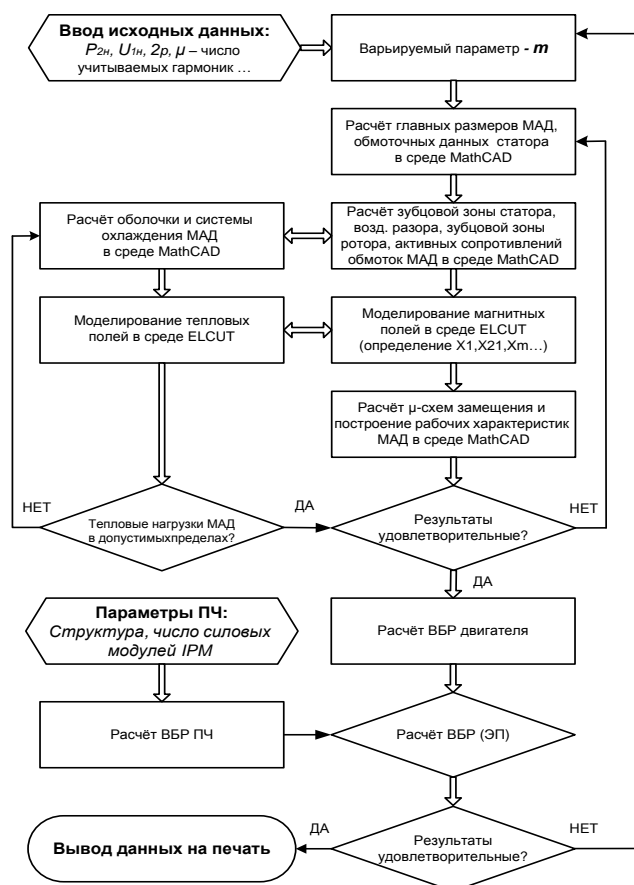 Ввод исходных данных:
P2н, U1н, 2p, μ – число
учитываемых гармоник ...
Варьируемый параметр - m
Расчёт главных размеров МАД,
обмоточных данных статора
в среде MathCAD
Расчёт оболочки и системы
охлаждения МАД
в среде MathCAD
Расчёт зубцовой зоны статора,
возд. разора, зубцовой зоны
ротора, активных сопротивлений
обмоток МАД в среде MathCAD
Моделирование тепловых
полей в среде ELCUT
Моделирование магнитных
полей в среде ELCUT
(определение X1,X21,Xm...)
Расчёт μ-схем замещения и
построение рабочих характеристик
МАД в среде MathCAD
НЕТ
Тепловые нагрузки МАД
в допустимыхпределах?
ДА
Результаты
удовлетворительные?
НЕТ
ДА
Параметры ПЧ:
Структура, число силовых
модулей IPM
Расчёт ВБР двигателя
Расчёт ВБР ПЧ
Расчёт ВБР (ЭП)
Вывод данных на печать
ДА
Результаты
удовлетворительные?
НЕТ